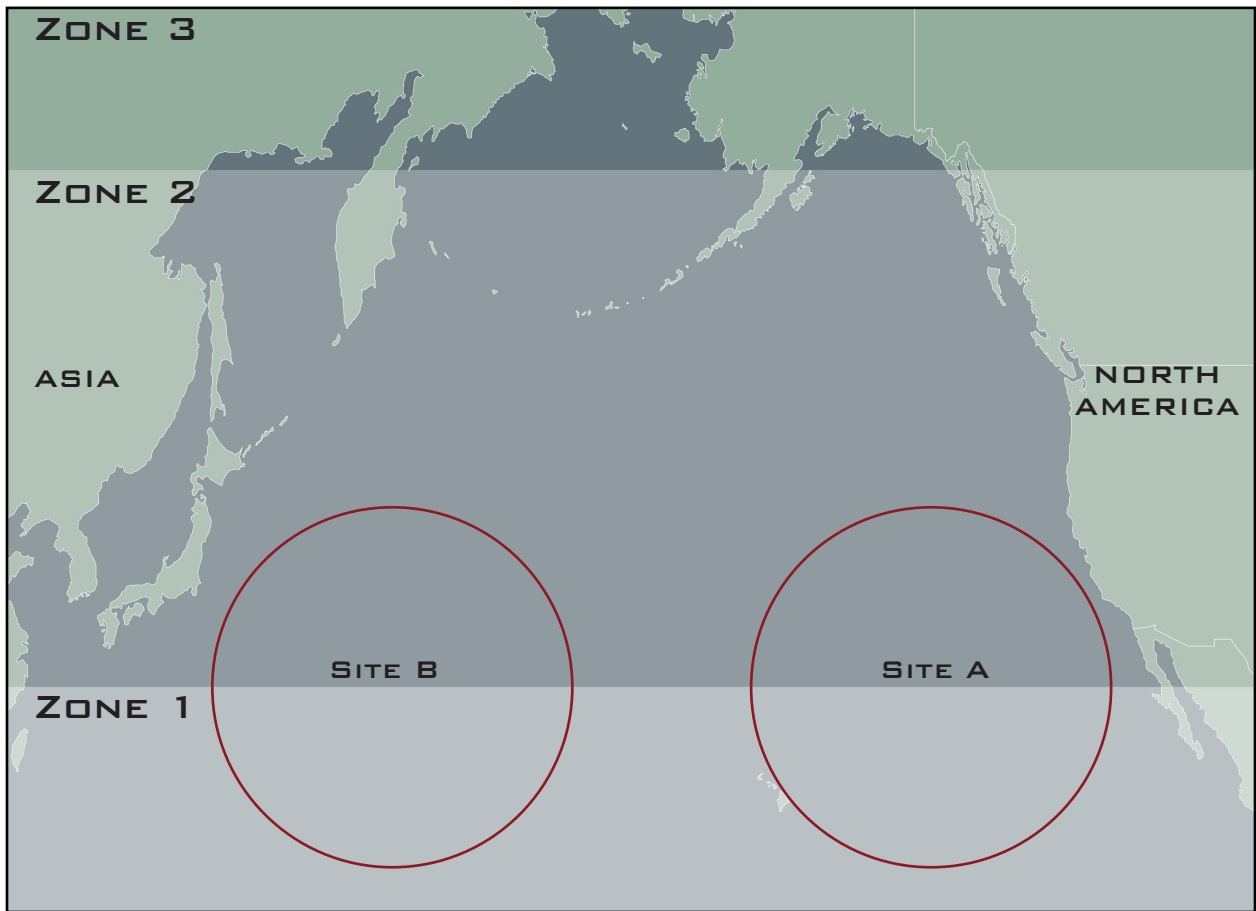 ZONE 3
ZONE 2
ASIA
NORTH
AMERICA
SITE B
SITE A
ZONE 1